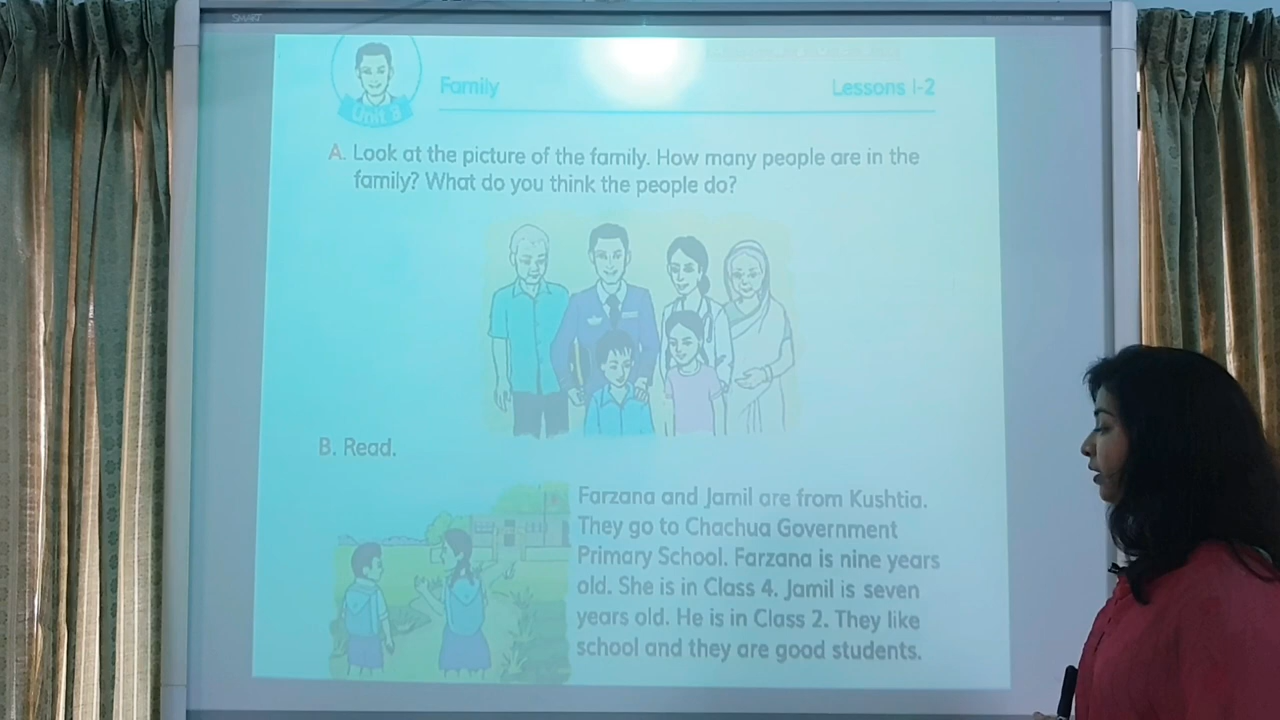 SMART
Unit 3
Family
Lessons 1-2
A. Look at the picture of the family. How many people are in the
family? What do you think the people do?
B. Read.
Farzana and Jamil are from Kushtia.
They go to Chachua Government
Primary School. Farzana is nine years
old. She is in Class 4. Jamil is seven
years old. He is in Class 2. They like
school and they are good students.